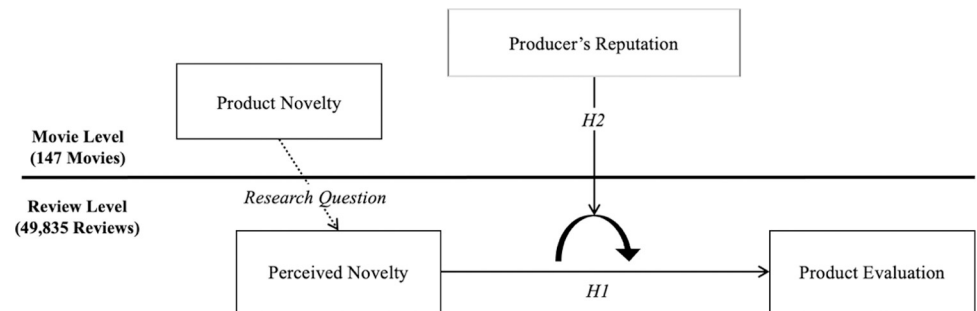 Producer’s Reputation
Product Novelty
H2
Movie Level
(147 Movies)
Research Question
Review Level
(49,835 Reviews)
Perceived Novelty
Product Evaluation
H1